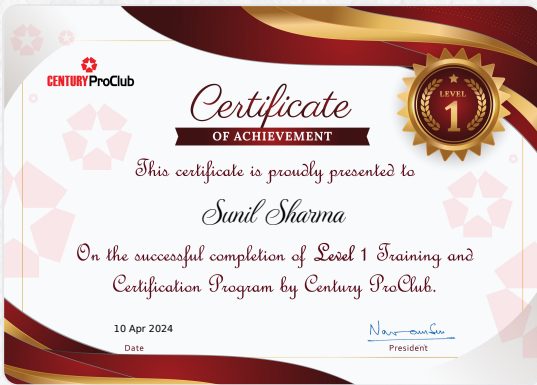 CENTURY ProClub
Certificate
OF ACHIEVEMENT
LEVEL
1
This certificate is proudly presented to
Sunil Sharma
On the successful completion of Level 1 Training and
Certification Program by Century ProClub.
10 Apr 2024
Date
President